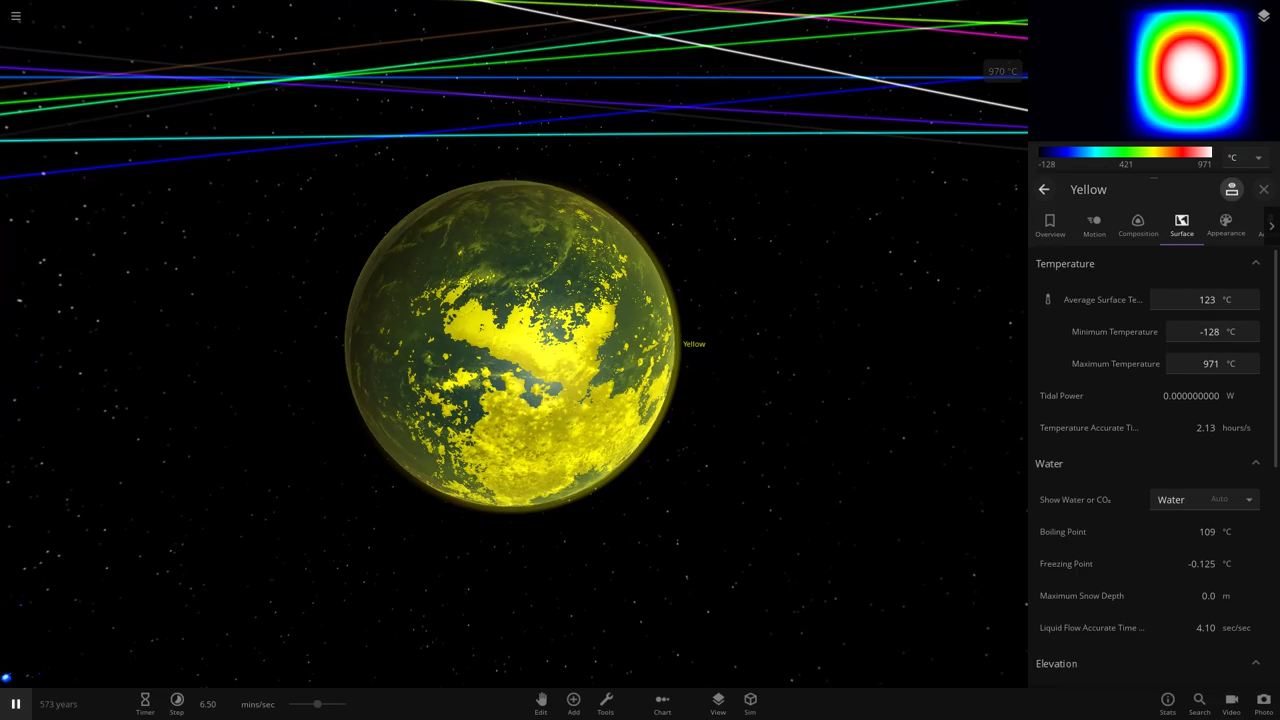 970 °C
-128 421 971 °C
Yellow
Overview Motion Composition Surface Appearance
Temperature
Average Surface Te... 123 °C
Minimum Temperature -128 °C
Maximum Temperature 971 °C
Tidal Power 0.000000000 W
Temperature Accurate Ti... 2.13 hours/s
Water
Show Water or CO₂ Water Auto
Boiling Point 109 °C
Freezing Point -0.125 °C
Maximum Snow Depth 0.0 m
Liquid Flow Accurate Time ... 4.10 sec/sec
Elevation
Yellow
573 years Timer Step 6.50 mins/sec Edit Add Tools Chart View Sim Stats Search Video Photo